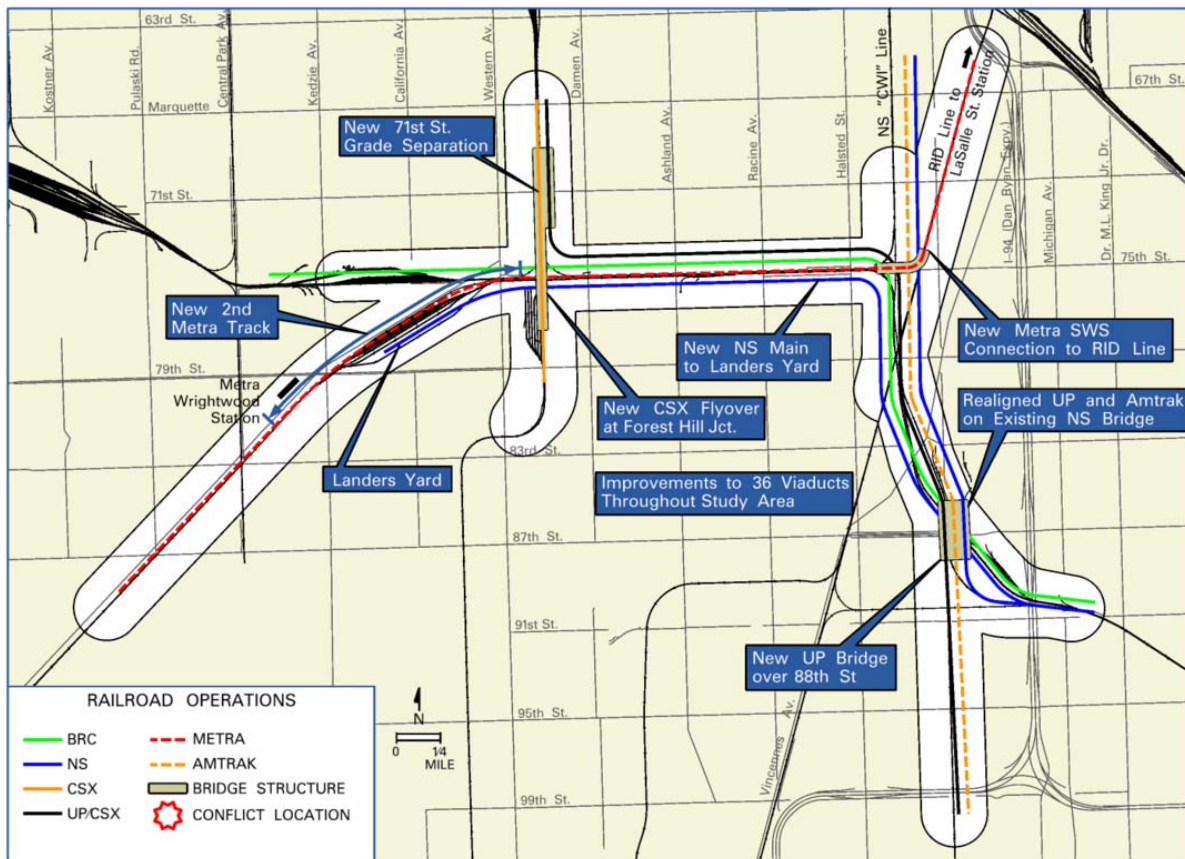 63rd St.
Kostner Av.
Pulaski Rd.
Central Park Av.
Kedzie Av.
California Av.
Western Av.
Damen Av.
Ashland Av.
Racine Av.
Halsted St.
NS "CWI" Line
RID Line to
LaSalle St. Station
I-94 (Dan Ryan Expy.)
Michigan Av.
Dr. M.L. King Jr. Dr.
67th St.
Marquette
New 71st St.
Grade Separation
71st St.
75th St.
New 2nd
Metra Track
New NS Main
to Landers Yard
New Metra SWS
Connection to RID Line
79th St.
Metra
Wrightwood
Station
New CSX Flyover
at Forest Hill Jct.
Realigned UP and Amtrak
on Existing NS Bridge
83rd St.
Landers Yard
Improvements to 36 Viaducts
Throughout Study Area
87th St.
91st St.
New UP Bridge
over 88th St
Vincennes Av.
95th St.
99th St.
N
0 1/4
MILE
RAILROAD OPERATIONS
BRC
NS
CSX
UP/CSX
METRA
AMTRAK
BRIDGE STRUCTURE
CONFLICT LOCATION